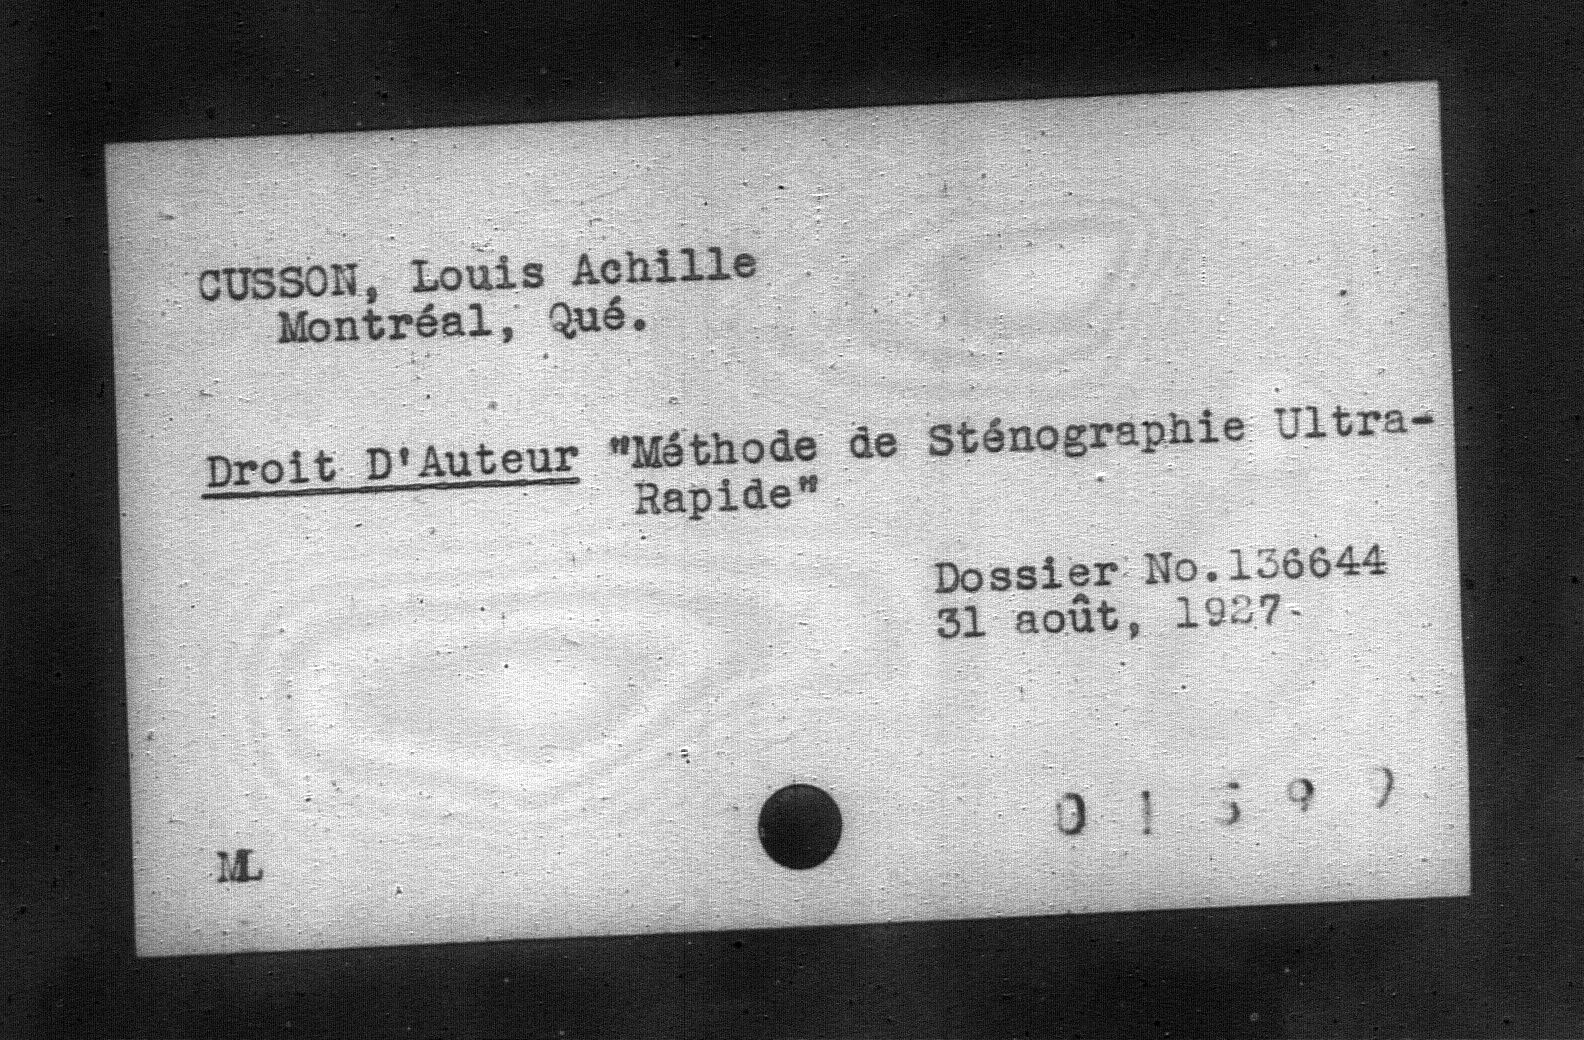 CUSSON, Louis Achille
Montréal, Qué.
Droit D'Auteur "Méthode de Sténographie Ultra-
Rapide"
Dossier No.136644
31 août, 1927.
ML